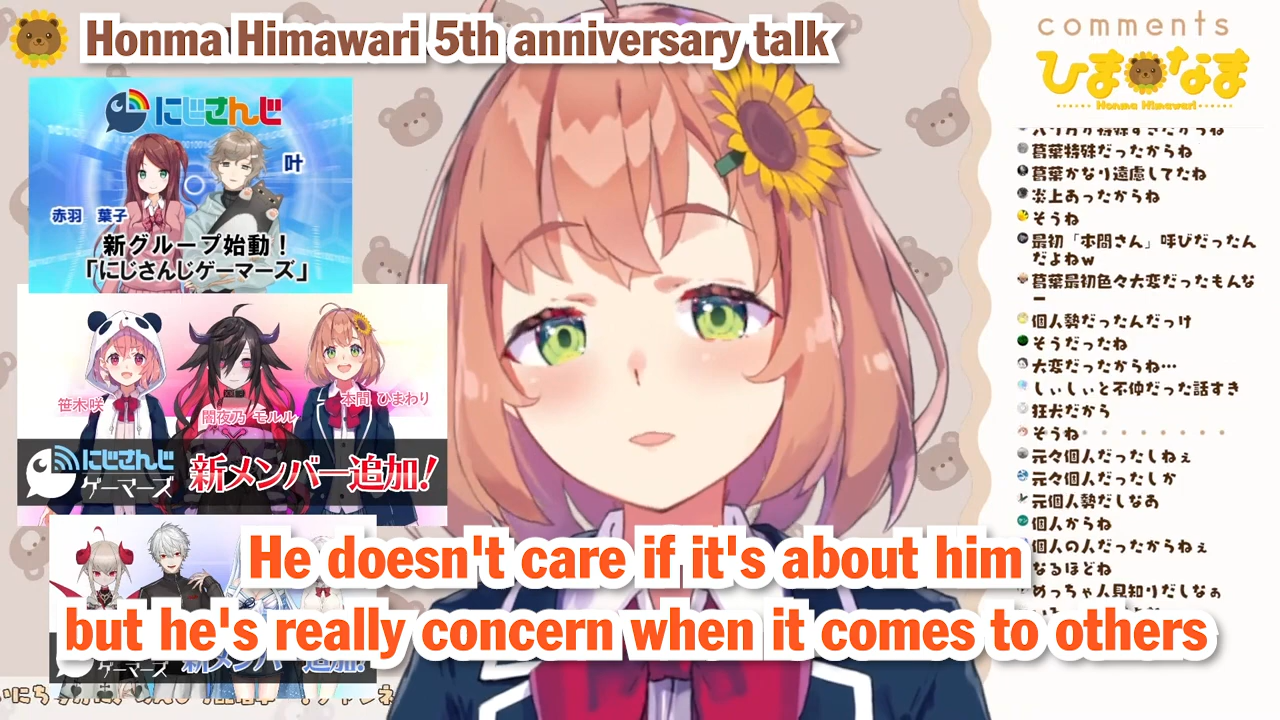 Honma Himawari 5th anniversary talk
にじさんじ
叶
赤羽 葉子
新グループ始動!
「にじさんじゲーマーズ」
笹木咲
闇夜乃 モルル
本間 ひまわり
にじさんじ
ゲーマーズ
新メンバー追加!
ゲーマーズ
新メンバー追加!
He doesn't care if it's about him
but he's really concern when it comes to others
comments
ひまなま
Honma Himawari
葛葉特殊だったからね
葛葉かなり遠慮してたね
炎上あったからね
そうね
最初「本間さん」呼びだったん
だよねw
葛葉最初色々大変だったもんな
ー
個人勢だったんだっけ
そうだったね
大変だったからね…
しぃしぃと不仲だった話すき
狂犬だから
そうね
元々個人だったしねぇ
元々個人だったしか
元個人勢だしなあ
個人からね
個人の人だったからねぇ
なるほどね
めっちゃ人見知りだしなぁ